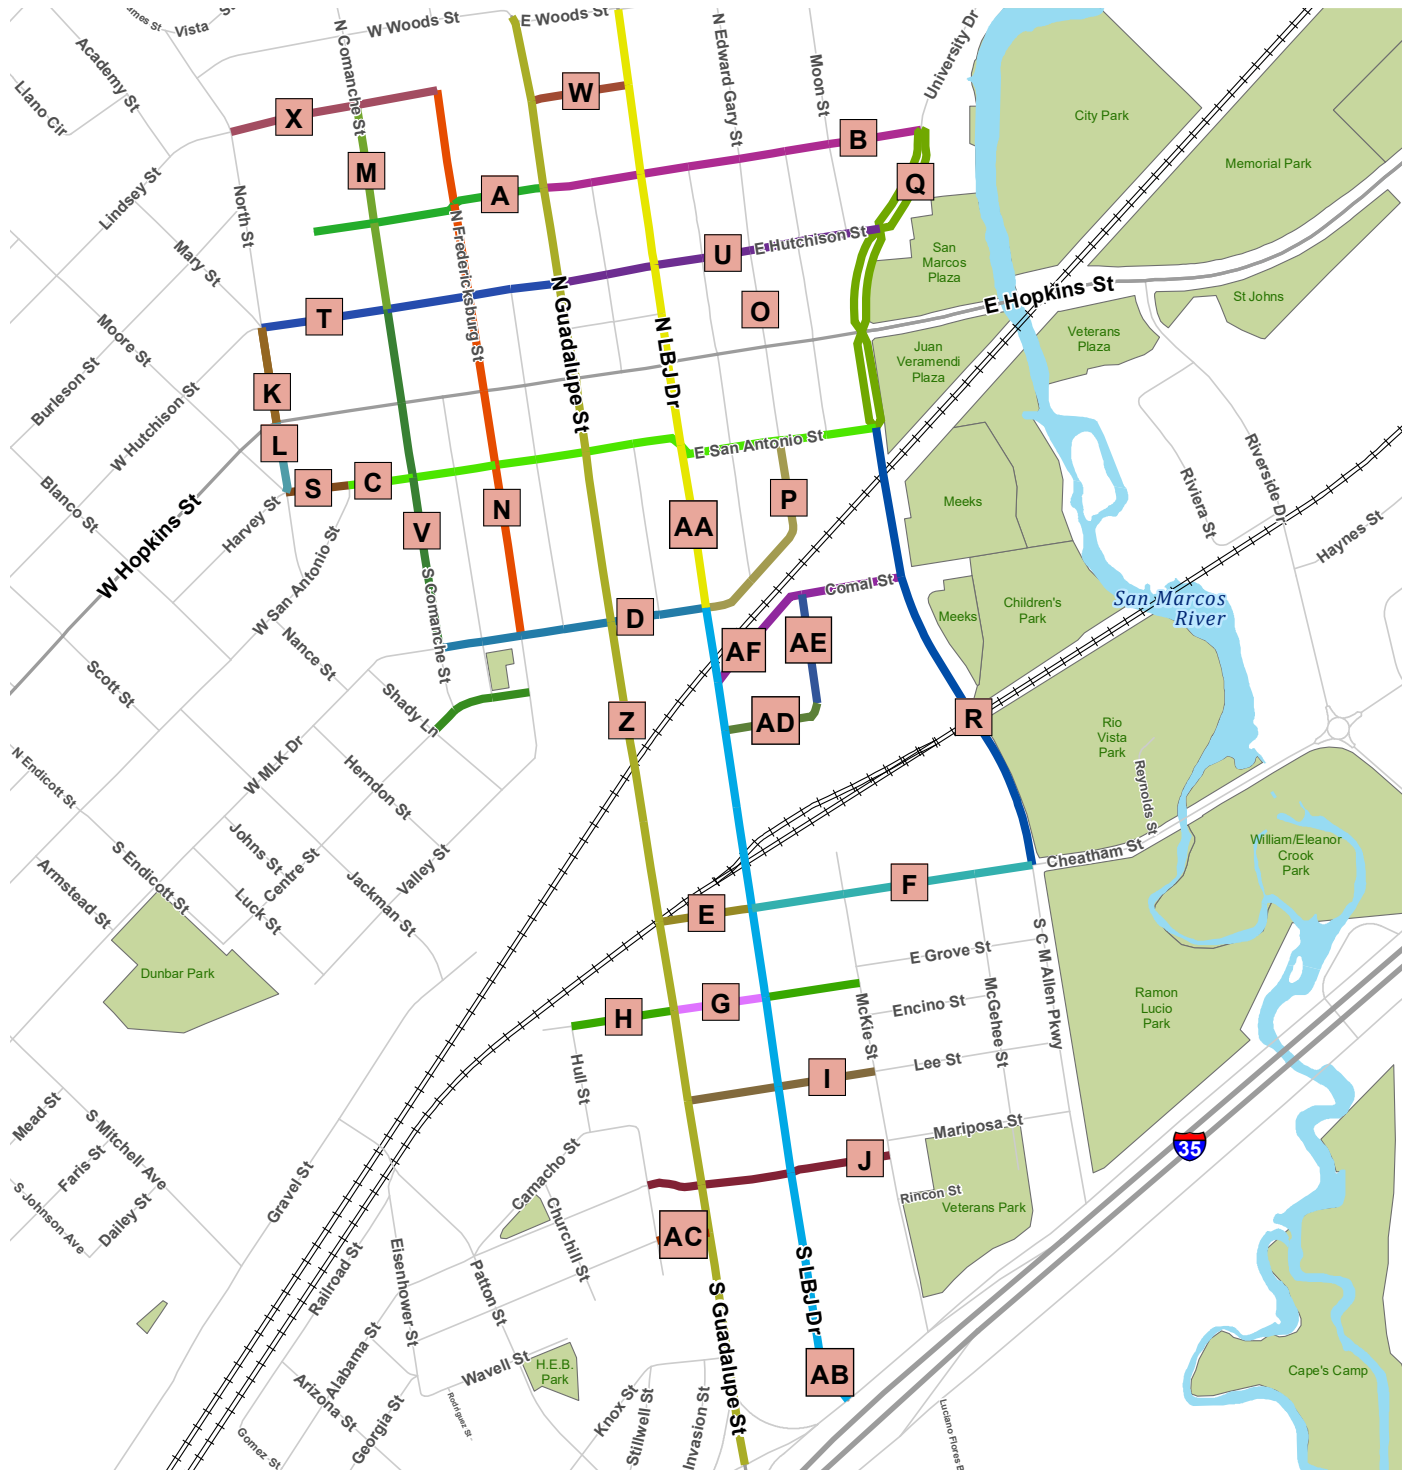 Vista
W Woods St
E Woods St
Academy St
Llano Cir
N Comanche St
N Edward Gary St
Moon St
University Dr
City Park
Memorial Park
X
W
M
A
B
Q
Lindsey St
North St
Mary St
N Fredericksburg St
U
E Hutchison St
San
Marcos
Plaza
E Hopkins St
St Johns
Veterans
Plaza
Juan
Veramendi
Plaza
T
O
N Guadalupe St
N LBJ Dr
Moore St
Burleson St
W Hutchison St
K
L
S
C
E San Antonio St
Blanco St
Harvey St
W Hopkins St
W San Antonio St
V
N
AA
P
Meeks
Riviera St
Riverside Dr
Haynes St
S Comanche St
Comal St
Meeks
Children's
Park
San Marcos
River
D
AF
AE
Nance St
Scott St
Shady Ln
Z
AD
R
Rio
Vista
Park
Reynolds St
W MLK Dr
Herndon St
N Endicott St
S Endicott St
Johns St
Centre St
Luck St
Jackman St
Valley St
Armstead St
Cheatham St
William/Eleanor
Crook
Park
E
F
Dunbar Park
E Grove St
S C M Allen Pkwy
H
G
McKie St
Encino St
McGehee St
Ramon
Lucio
Park
Hull St
I
Lee St
Mead St
S Mitchell Ave
Faris St
S Johnson Ave
Dailey St
Gravel St
Camacho St
Churchill St
J
Mariposa St
Rincon St
Veterans Park
35
AC
Railroad St
Eisenhower St
Patton St
S Guadalupe St
S LBJ Dr
AB
Alabama St
Arizona St
Georgia St
Gomez St
Wavell St
Rodriguez St
H.E.B.
Park
Knox St
Stillwell St
Invasion St
Cape's Camp